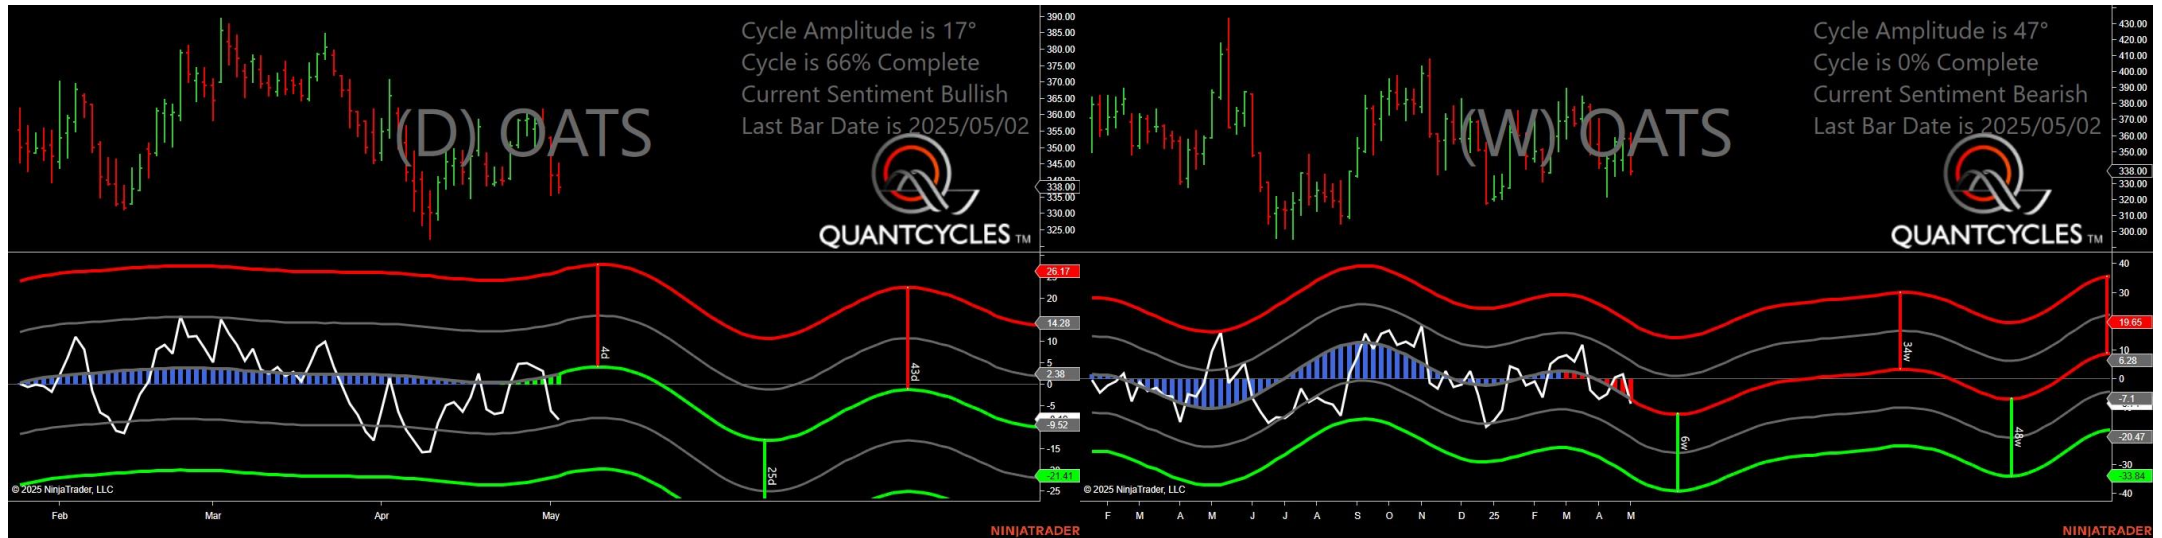 Cycle Amplitude is 17°
Cycle is 66% Complete
Current Sentiment Bullish
Last Bar Date is 2025/05/02
(D) OATS
QUANTCYCLES TM
390.00
385.00
380.00
375.00
370.00
365.00
360.00
355.00
350.00
345.00
340.00
338.00
335.00
330.00
325.00
26.17
20
14.28
10
5
2.38
0
-5
-9.52
-15
-21.41
-25
4d
25d
43d
© 2025 NinjaTrader, LLC
Feb Mar Apr May
NINJATRADER
Cycle Amplitude is 47°
Cycle is 0% Complete
Current Sentiment Bearish
Last Bar Date is 2025/05/02
(W) OATS
QUANTCYCLES TM
430.00
420.00
410.00
400.00
390.00
380.00
370.00
360.00
350.00
338.00
330.00
320.00
310.00
300.00
40
30
19.65
10
6.28
0
-7.1
-20.47
-30
-33.84
-40
6w
34w
48w
© 2025 NinjaTrader, LLC
F M A M J J A S O N D 25 F M A M
NINJATRADER